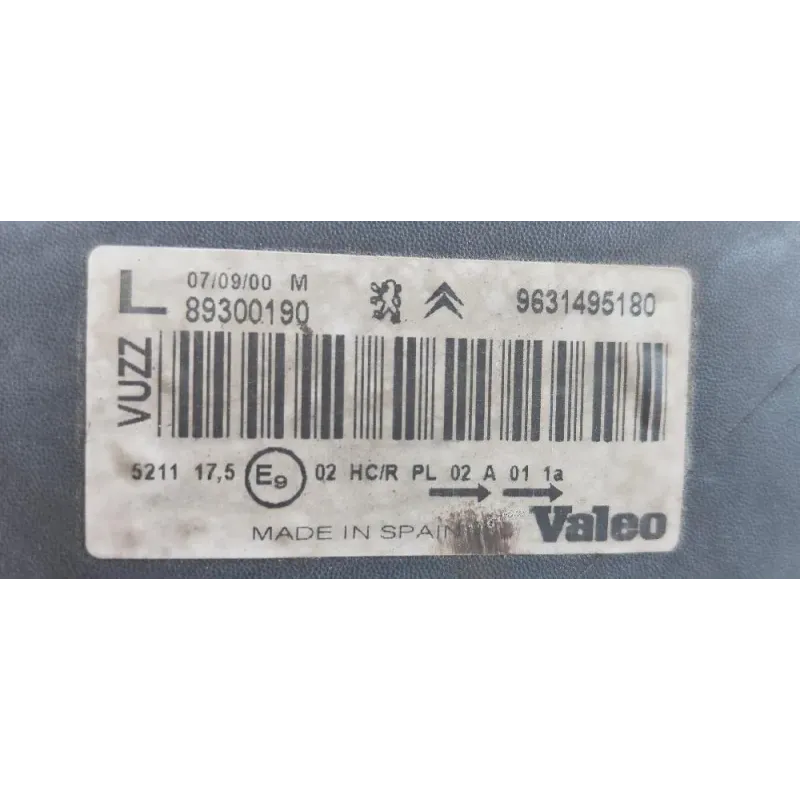 L 07/09/00 M
89300190 9631495180
VUZZ
5211 17,5 E9 02 HC/R PL 02 A 01 1a
MADE IN SPAIN
Valeo